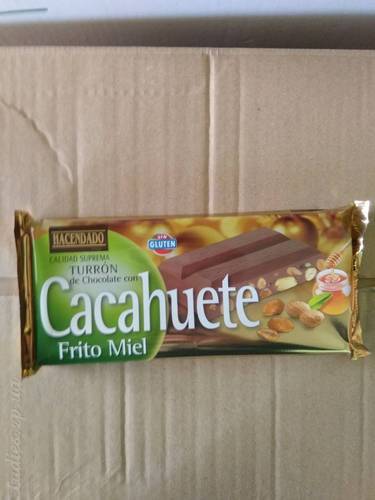 HACENDADO
CALIDAD SUPREMA
TURRÓN
de Chocolate con
Cacahuete
Frito Miel
SIN
GLUTEN